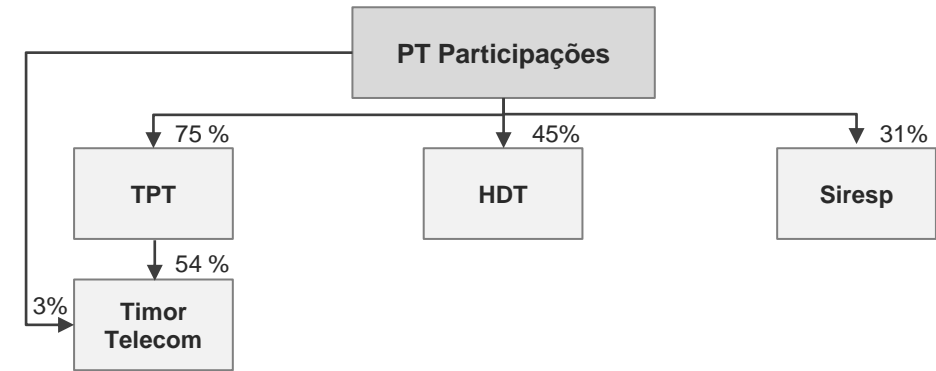 PT Participações
75 %
45%
31%
TPT
HDT
Siresp
54 %
3%
Timor
Telecom